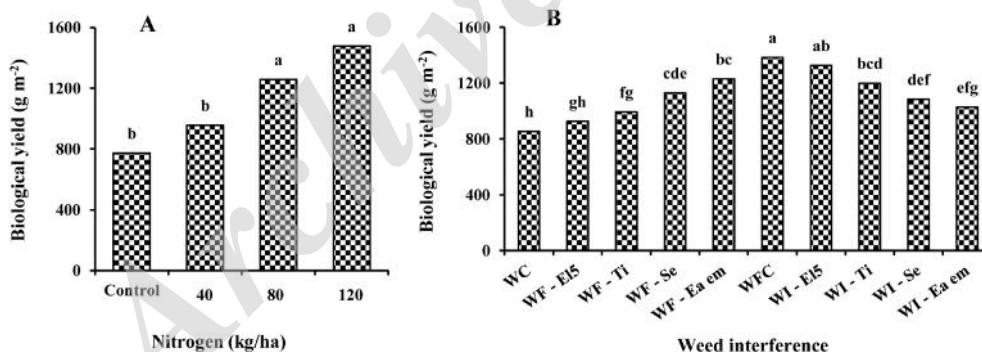 A
Biological yield (g m-2)
1600
1200
800
400
0
b
b
a
a
Control
40
80
120
Nitrogen (kg/ha)
B
Biological yield (g m-2)
1600
1200
800
400
0
h
gh
fg
cde
bc
a
ab
bcd
def
efg
WC
WF - El5
WF - Ti
WF - Se
WF - Ea em
WFC
WI - El5
WI - Ti
WI - Se
WI - Ea em
Weed interference